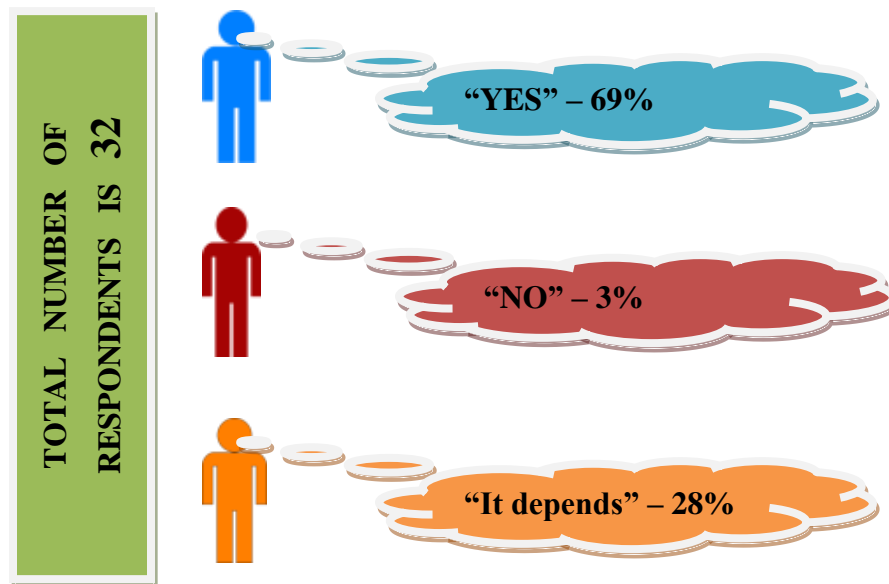 TOTAL NUMBER OF
RESPONDENTS IS 32
“YES” – 69%
“NO” – 3%
“It depends” – 28%